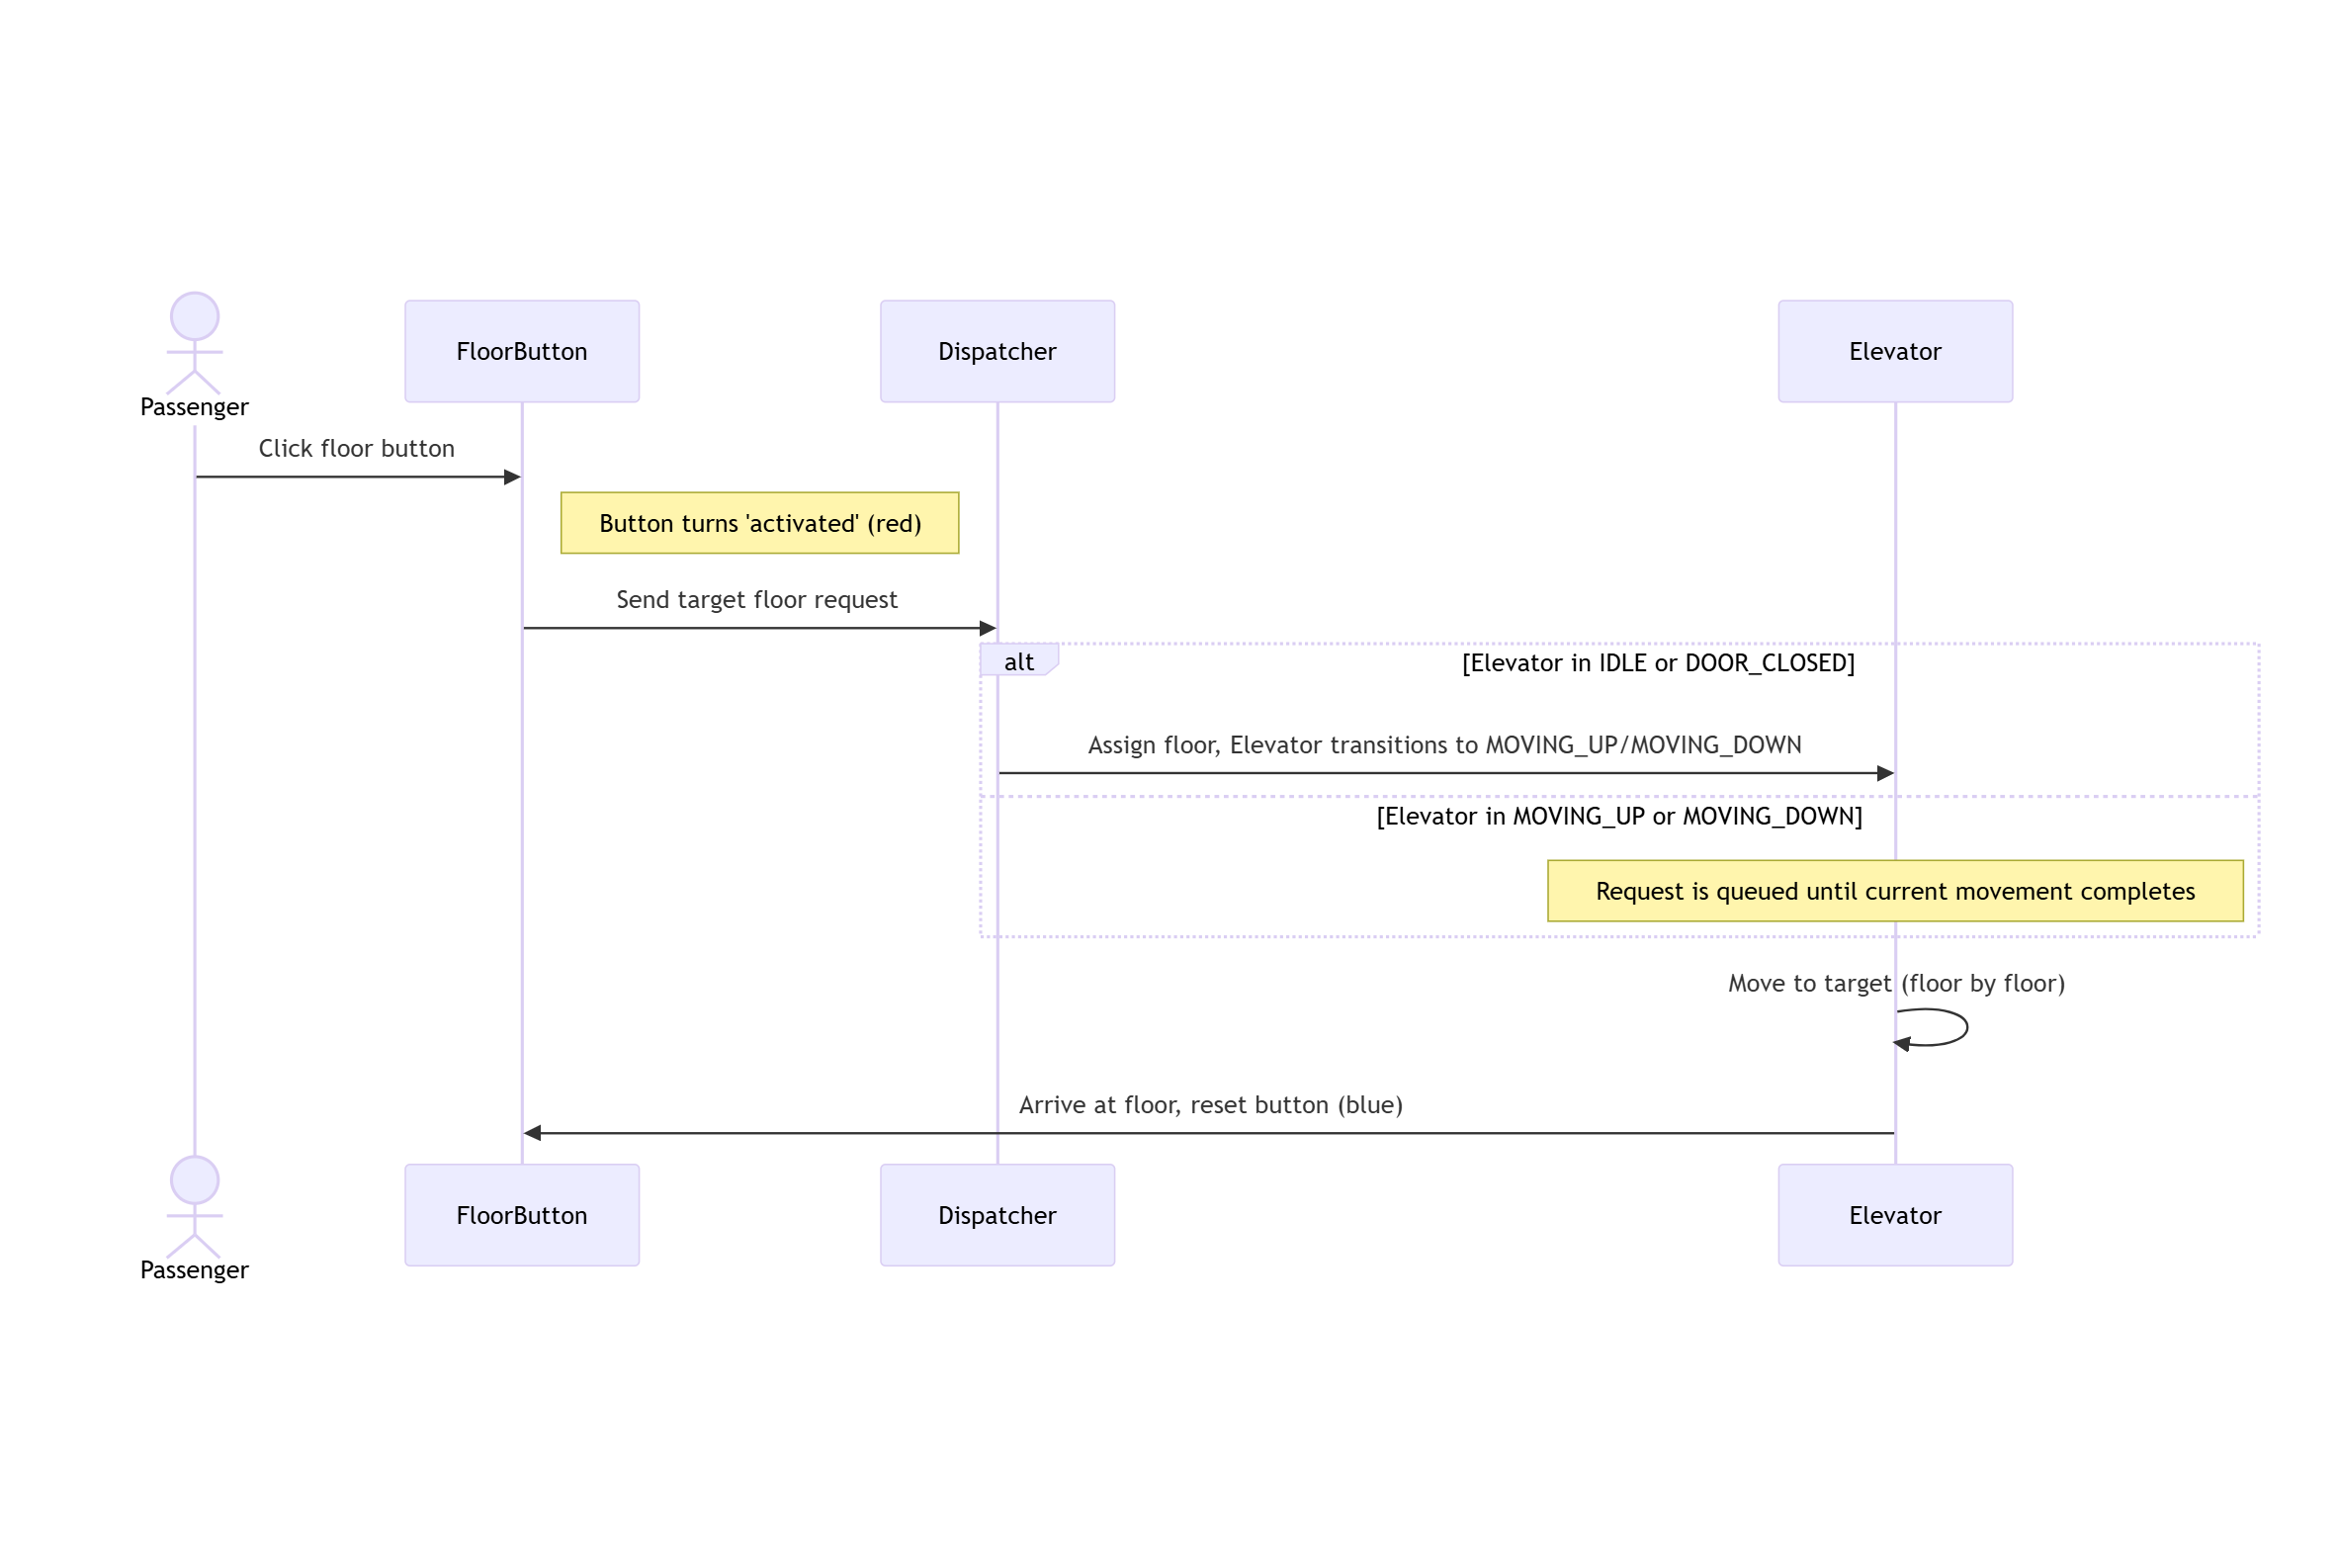 FloorButton
Dispatcher
Elevator
Passenger
Click floor button
Button turns 'activated' (red)
Send target floor request
alt
[Elevator in IDLE or DOOR_CLOSED]
Assign floor, Elevator transitions to MOVING_UP/MOVING_DOWN
[Elevator in MOVING_UP or MOVING_DOWN]
Request is queued until current movement completes
Move to target (floor by floor)
Arrive at floor, reset button (blue)
FloorButton
Dispatcher
Elevator
Passenger